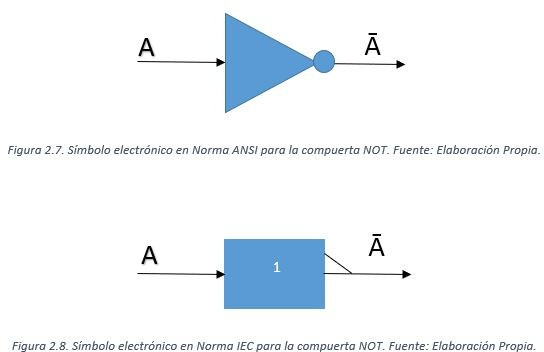 A Ā
Figura 2.7. Símbolo electrónico en Norma ANSI para la compuerta NOT. Fuente: Elaboración Propia.
A Ā
1
Figura 2.8. Símbolo electrónico en Norma IEC para la compuerta NOT. Fuente: Elaboración Propia.